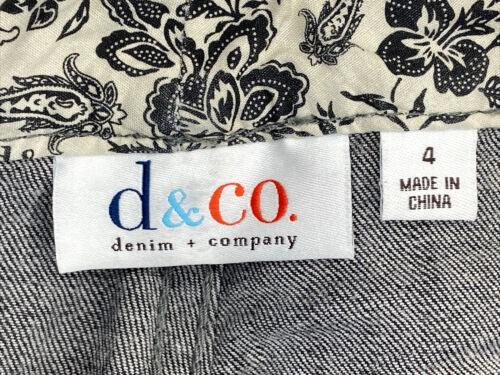 d&co.
denim + company
4
MADE IN
CHINA